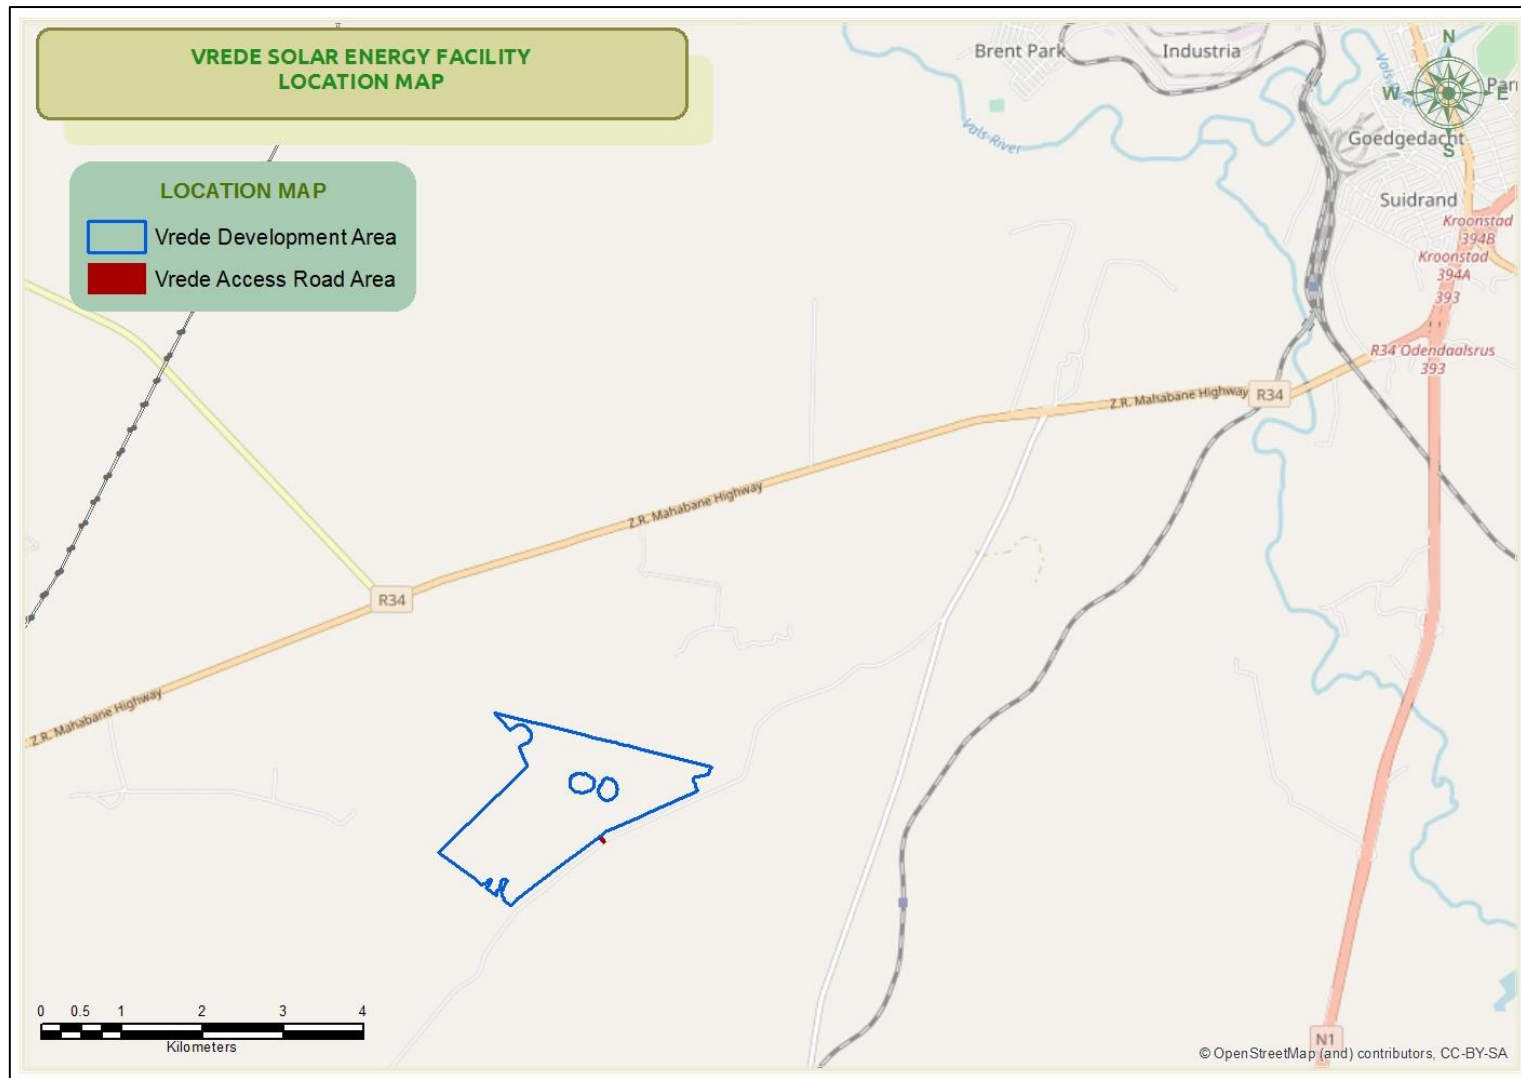 VREDE SOLAR ENERGY FACILITY
LOCATION MAP
LOCATION MAP
Vrede Development Area
Vrede Access Road Area
Brent Park
Industria
Vals River
Vals River
N
W
E
S
Goedgedacht
Suidrand
Kroonstad
394B
Kroonstad
394A
393
R34 Odendaalsrus
393
Z.R. Mahabane Highway
R34
Z.R. Mahabane Highway
R34
Z.R. Mahabane Highway
0 0.5 1 2 3 4
Kilometers
N1
© OpenStreetMap (and) contributors, CC-BY-SA